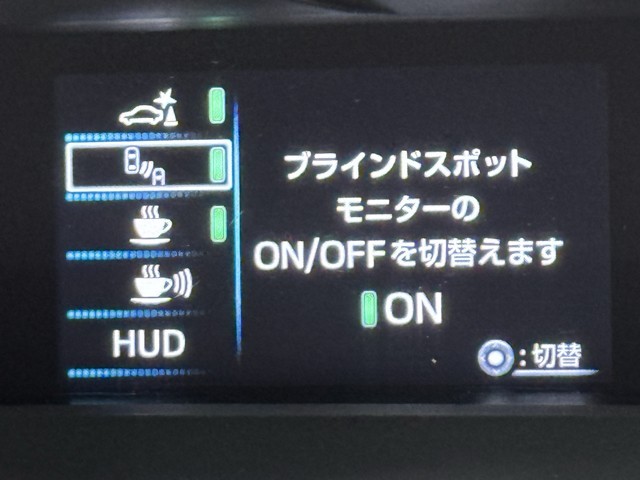 ブラインドスポット
モニターの
ON/OFFを切替えます
ON
HUD
:切替